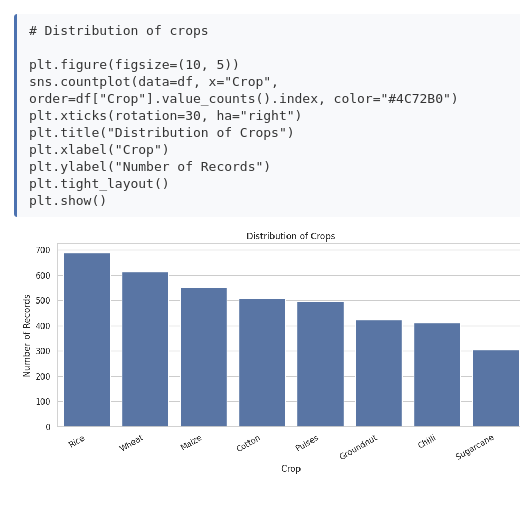 # Distribution of crops
plt.figure(figsize=(10, 5))
sns.countplot(data=df, x="Crop",
order=df["Crop"].value_counts().index, color="#4C72B0")
plt.xticks(rotation=30, ha="right")
plt.title("Distribution of Crops")
plt.xlabel("Crop")
plt.ylabel("Number of Records")
plt.tight_layout()
plt.show()
Distribution of Crops
Number of Records
700
600
500
400
300
200
100
0
Rice
Wheat
Maize
Cotton
Pulses
Groundnut
Chilli
Sugarcane
Crop